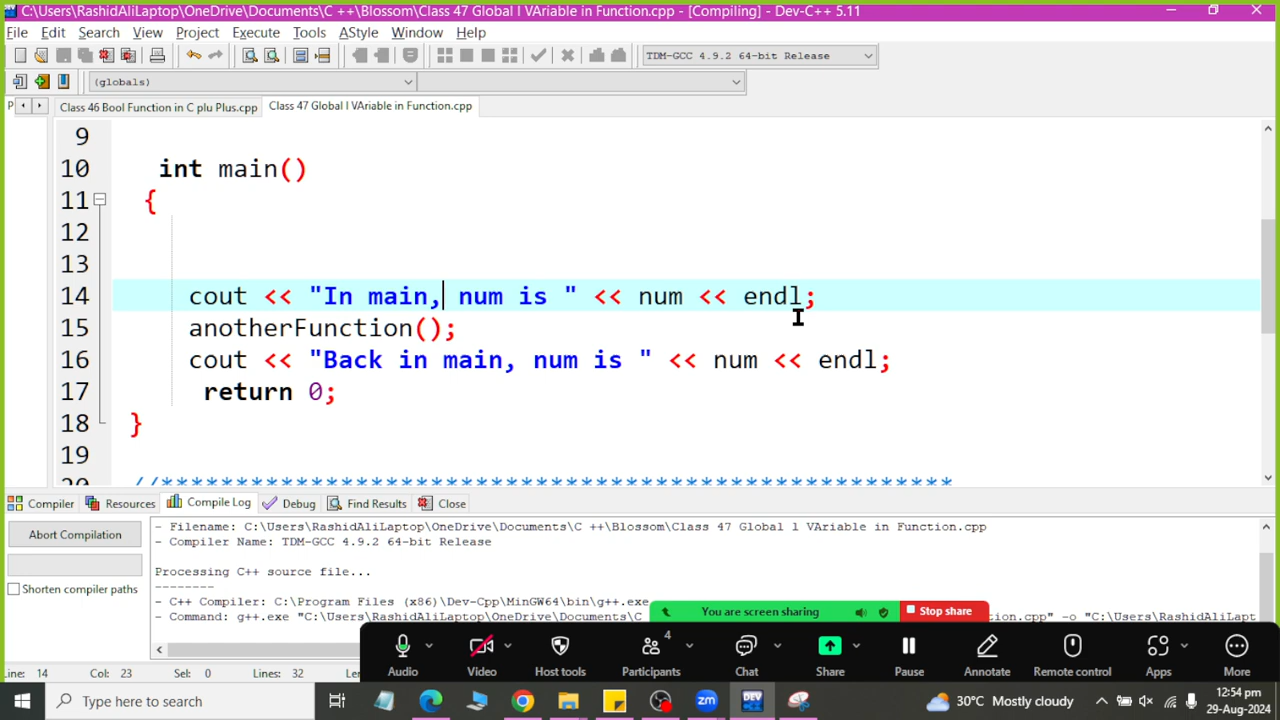 C:\Users\RashidAliLaptop\OneDrive\Documents\C ++\Blossom\Class 47 Global l VAriable in Function.cpp - [Compiling] - Dev-C++ 5.11
File Edit Search View Project Execute Tools AStyle Window Help
TDM-GCC 4.9.2 64-bit Release
(globals)
Class 46 Bool Function in C plu Plus.cpp Class 47 Global l VAriable in Function.cpp
9
10 int main()
11 {
12
13
14 cout << "In main, num is " << num << endl;
15 anotherFunction();
16 cout << "Back in main, num is " << num << endl;
17 return 0;
18 }
19
20 //*****************************************************
Compiler Resources Compile Log Debug Find Results Close
Abort Compilation
Shorten compiler paths
- Filename: C:\Users\RashidAliLaptop\OneDrive\Documents\C ++\Blossom\Class 47 Global l VAriable in Function.cpp
- Compiler Name: TDM-GCC 4.9.2 64-bit Release
Processing C++ source file...
--------
- C++ Compiler: C:\Program Files (x86)\Dev-Cpp\MinGW64\bin\g++.exe
- Command: g++.exe "C:\Users\RashidAliLaptop\OneDrive\Documents\C ction.cpp" -o "C:\Users\RashidAliLapt
You are screen sharing Stop share
4
Audio Video Host tools Participants Chat Share Pause Annotate Remote control Apps More
Line: 14 Col: 23 Sel: 0 Lines: 32
Type here to search
zm
DEV
30°C Mostly cloudy
12:54 pm
29-Aug-2024